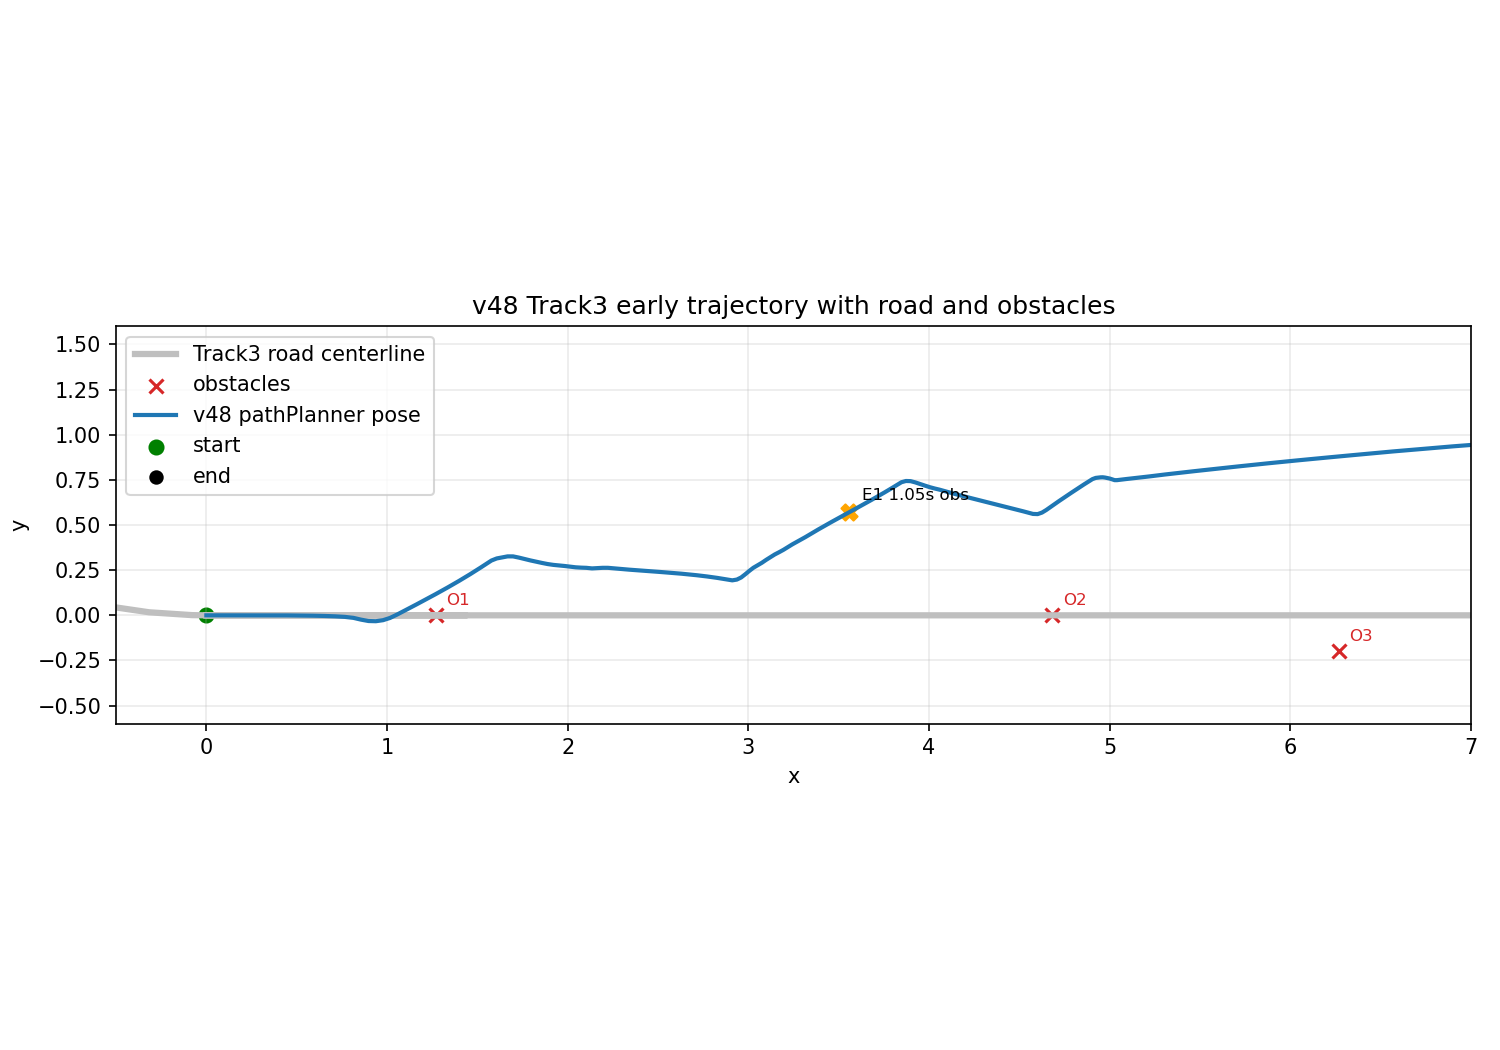 v48 Track3 early trajectory with road and obstacles
1.50
1.25
1.00
0.75
0.50
0.25
0.00
−0.25
−0.50
y
Track3 road centerline
obstacles
v48 pathPlanner pose
start
end
E1 1.05s obs
O1
O2
O3
0 1 2 3 4 5 6 7
x